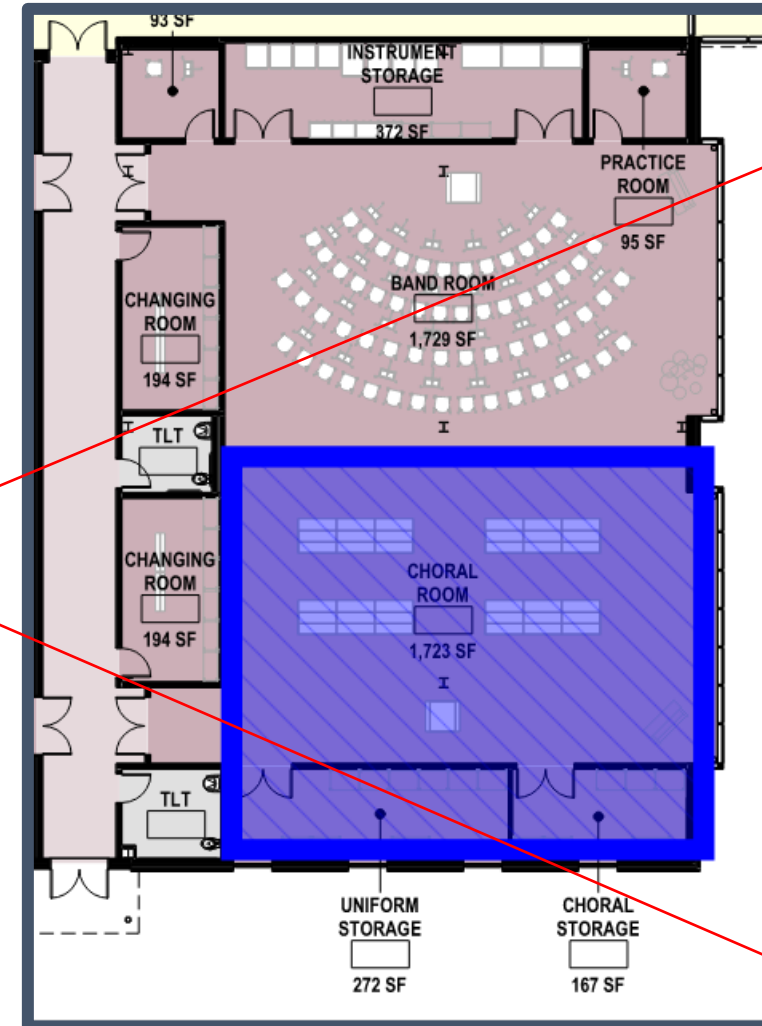 93 SF
INSTRUMENT
STORAGE
372 SF
PRACTICE
ROOM
95 SF
BAND ROOM
1,729 SF
CHANGING
ROOM
194 SF
TLT
CHANGING
ROOM
194 SF
CHORAL
ROOM
1,723 SF
TLT
UNIFORM
STORAGE
272 SF
CHORAL
STORAGE
167 SF